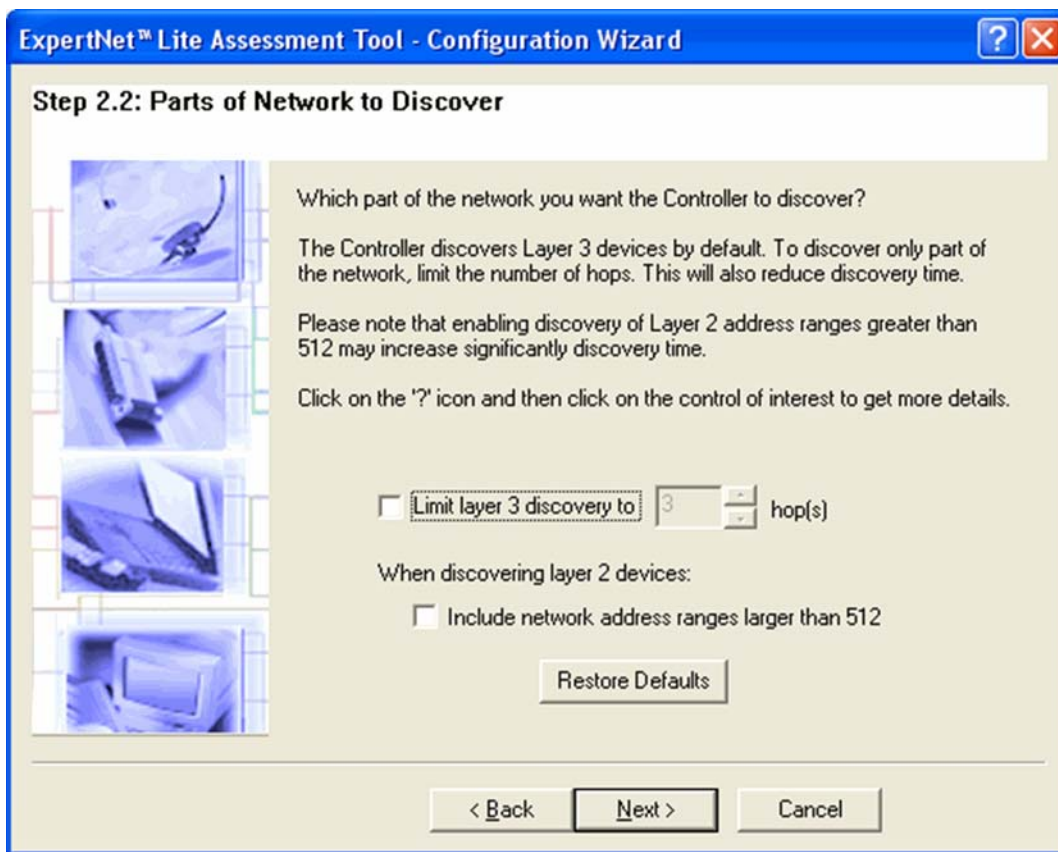 ExpertNet™ Lite Assessment Tool - Configuration Wizard
?
Step 2.2: Parts of Network to Discover
Which part of the network you want the Controller to discover?
The Controller discovers Layer 3 devices by default. To discover only part of
the network, limit the number of hops. This will also reduce discovery time.
Please note that enabling discovery of Layer 2 address ranges greater than
512 may increase significantly discovery time.
Click on the '?' icon and then click on the control of interest to get more details.
Limit layer 3 discovery to 3 hop(s)
When discovering layer 2 devices:
Include network address ranges larger than 512
Restore Defaults
< Back Next > Cancel